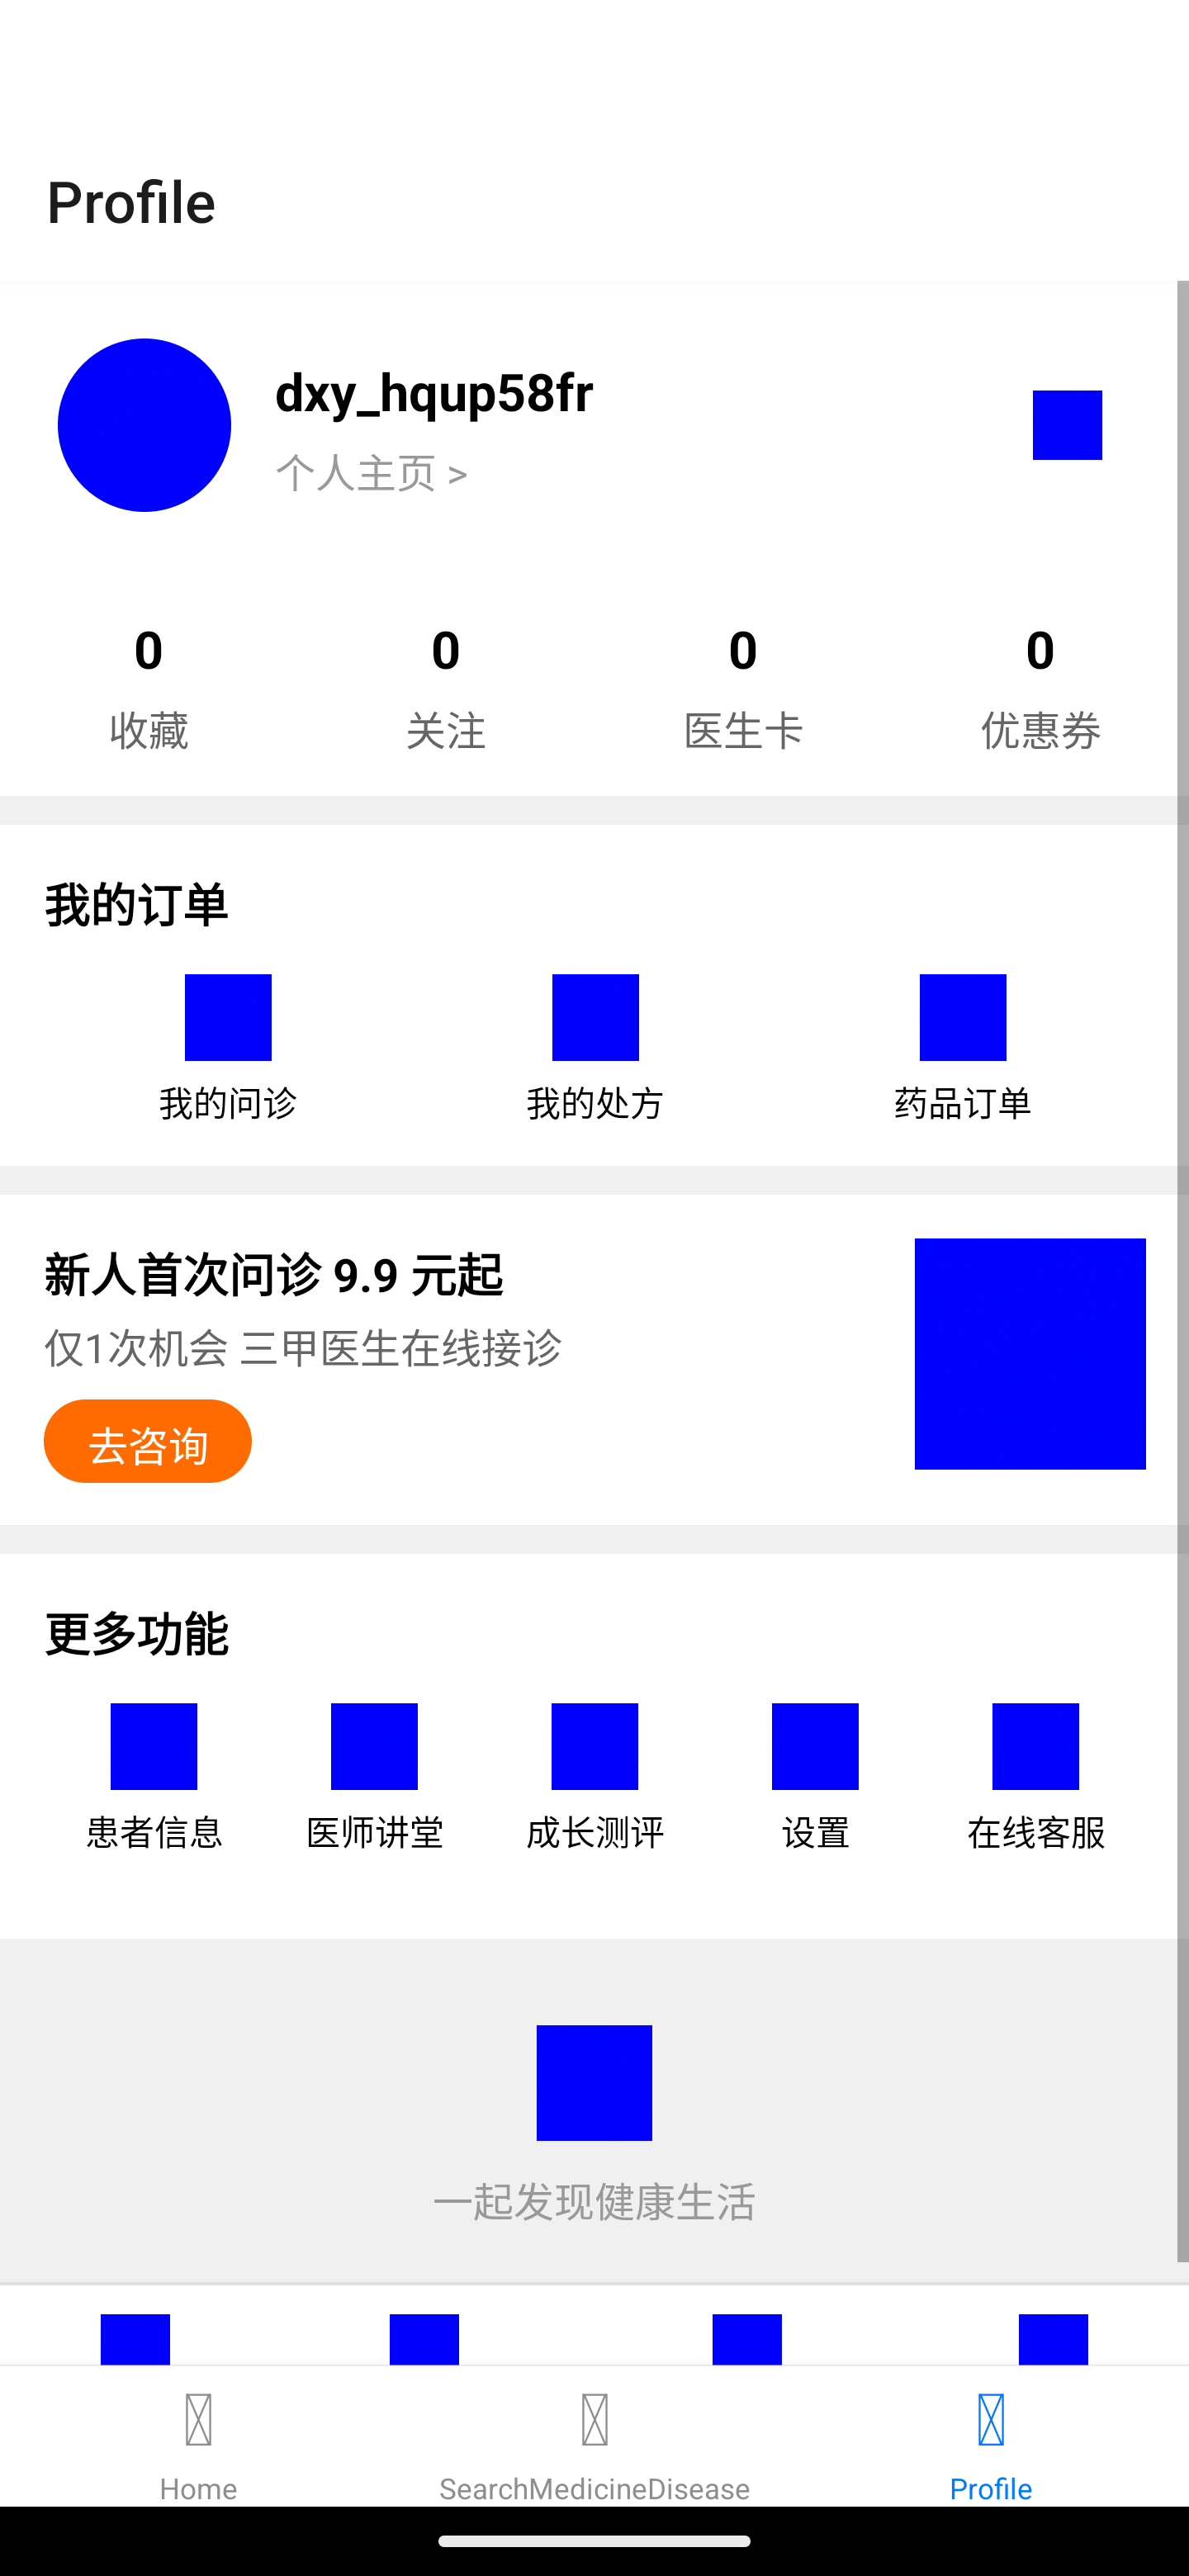 Profile
dxy_hqup58fr
个人主页 >
0 0 0 0
收藏 关注 医生卡 优惠券
我的订单
我的问诊 我的处方 药品订单
新人首次问诊 9.9 元起
仅1次机会 三甲医生在线接诊
去咨询
更多功能
患者信息 医师讲堂 成长测评 设置 在线客服
一起发现健康生活
Home SearchMedicineDisease Profile